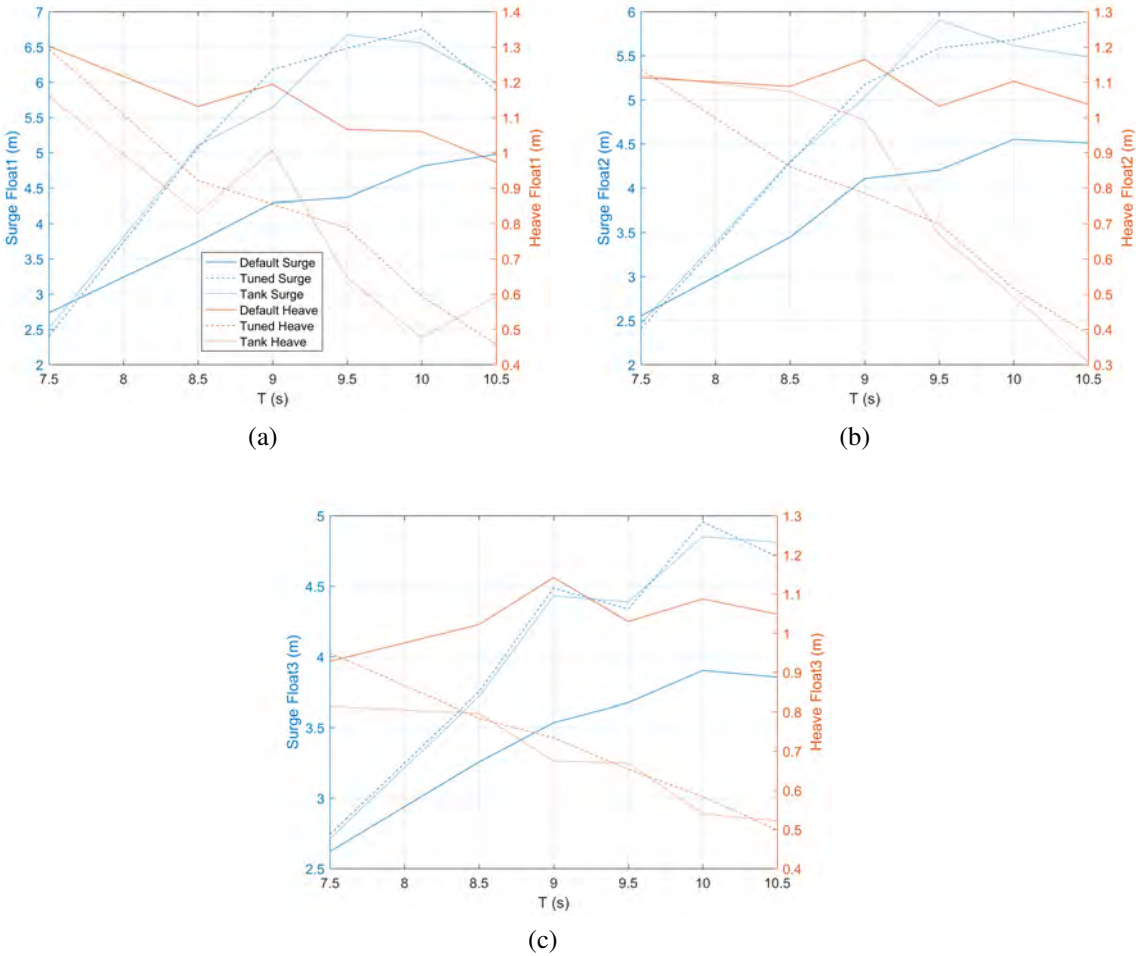 7
6.5
6
5.5
5
4.5
4
3.5
3
2.5
2
Surge Float1 (m)
1.4
1.3
1.2
1.1
1
0.9
0.8
0.7
0.6
0.5
0.4
Heave Float1 (m)
Default Surge
Tuned Surge
Tank Surge
Default Heave
Tuned Heave
Tank Heave
7.5 8 8.5 9 9.5 10 10.5
T (s)
(a)
6
5.5
5
4.5
4
3.5
3
2.5
2
Surge Float2 (m)
1.3
1.2
1.1
1
0.9
0.8
0.7
0.6
0.5
0.4
0.3
Heave Float2 (m)
7.5 8 8.5 9 9.5 10 10.5
T (s)
(b)
5
4.5
4
3.5
3
2.5
Surge Float3 (m)
1.3
1.2
1.1
1
0.9
0.8
0.7
0.6
0.5
0.4
Heave Float3 (m)
7.5 8 8.5 9 9.5 10 10.5
T (s)
(c)